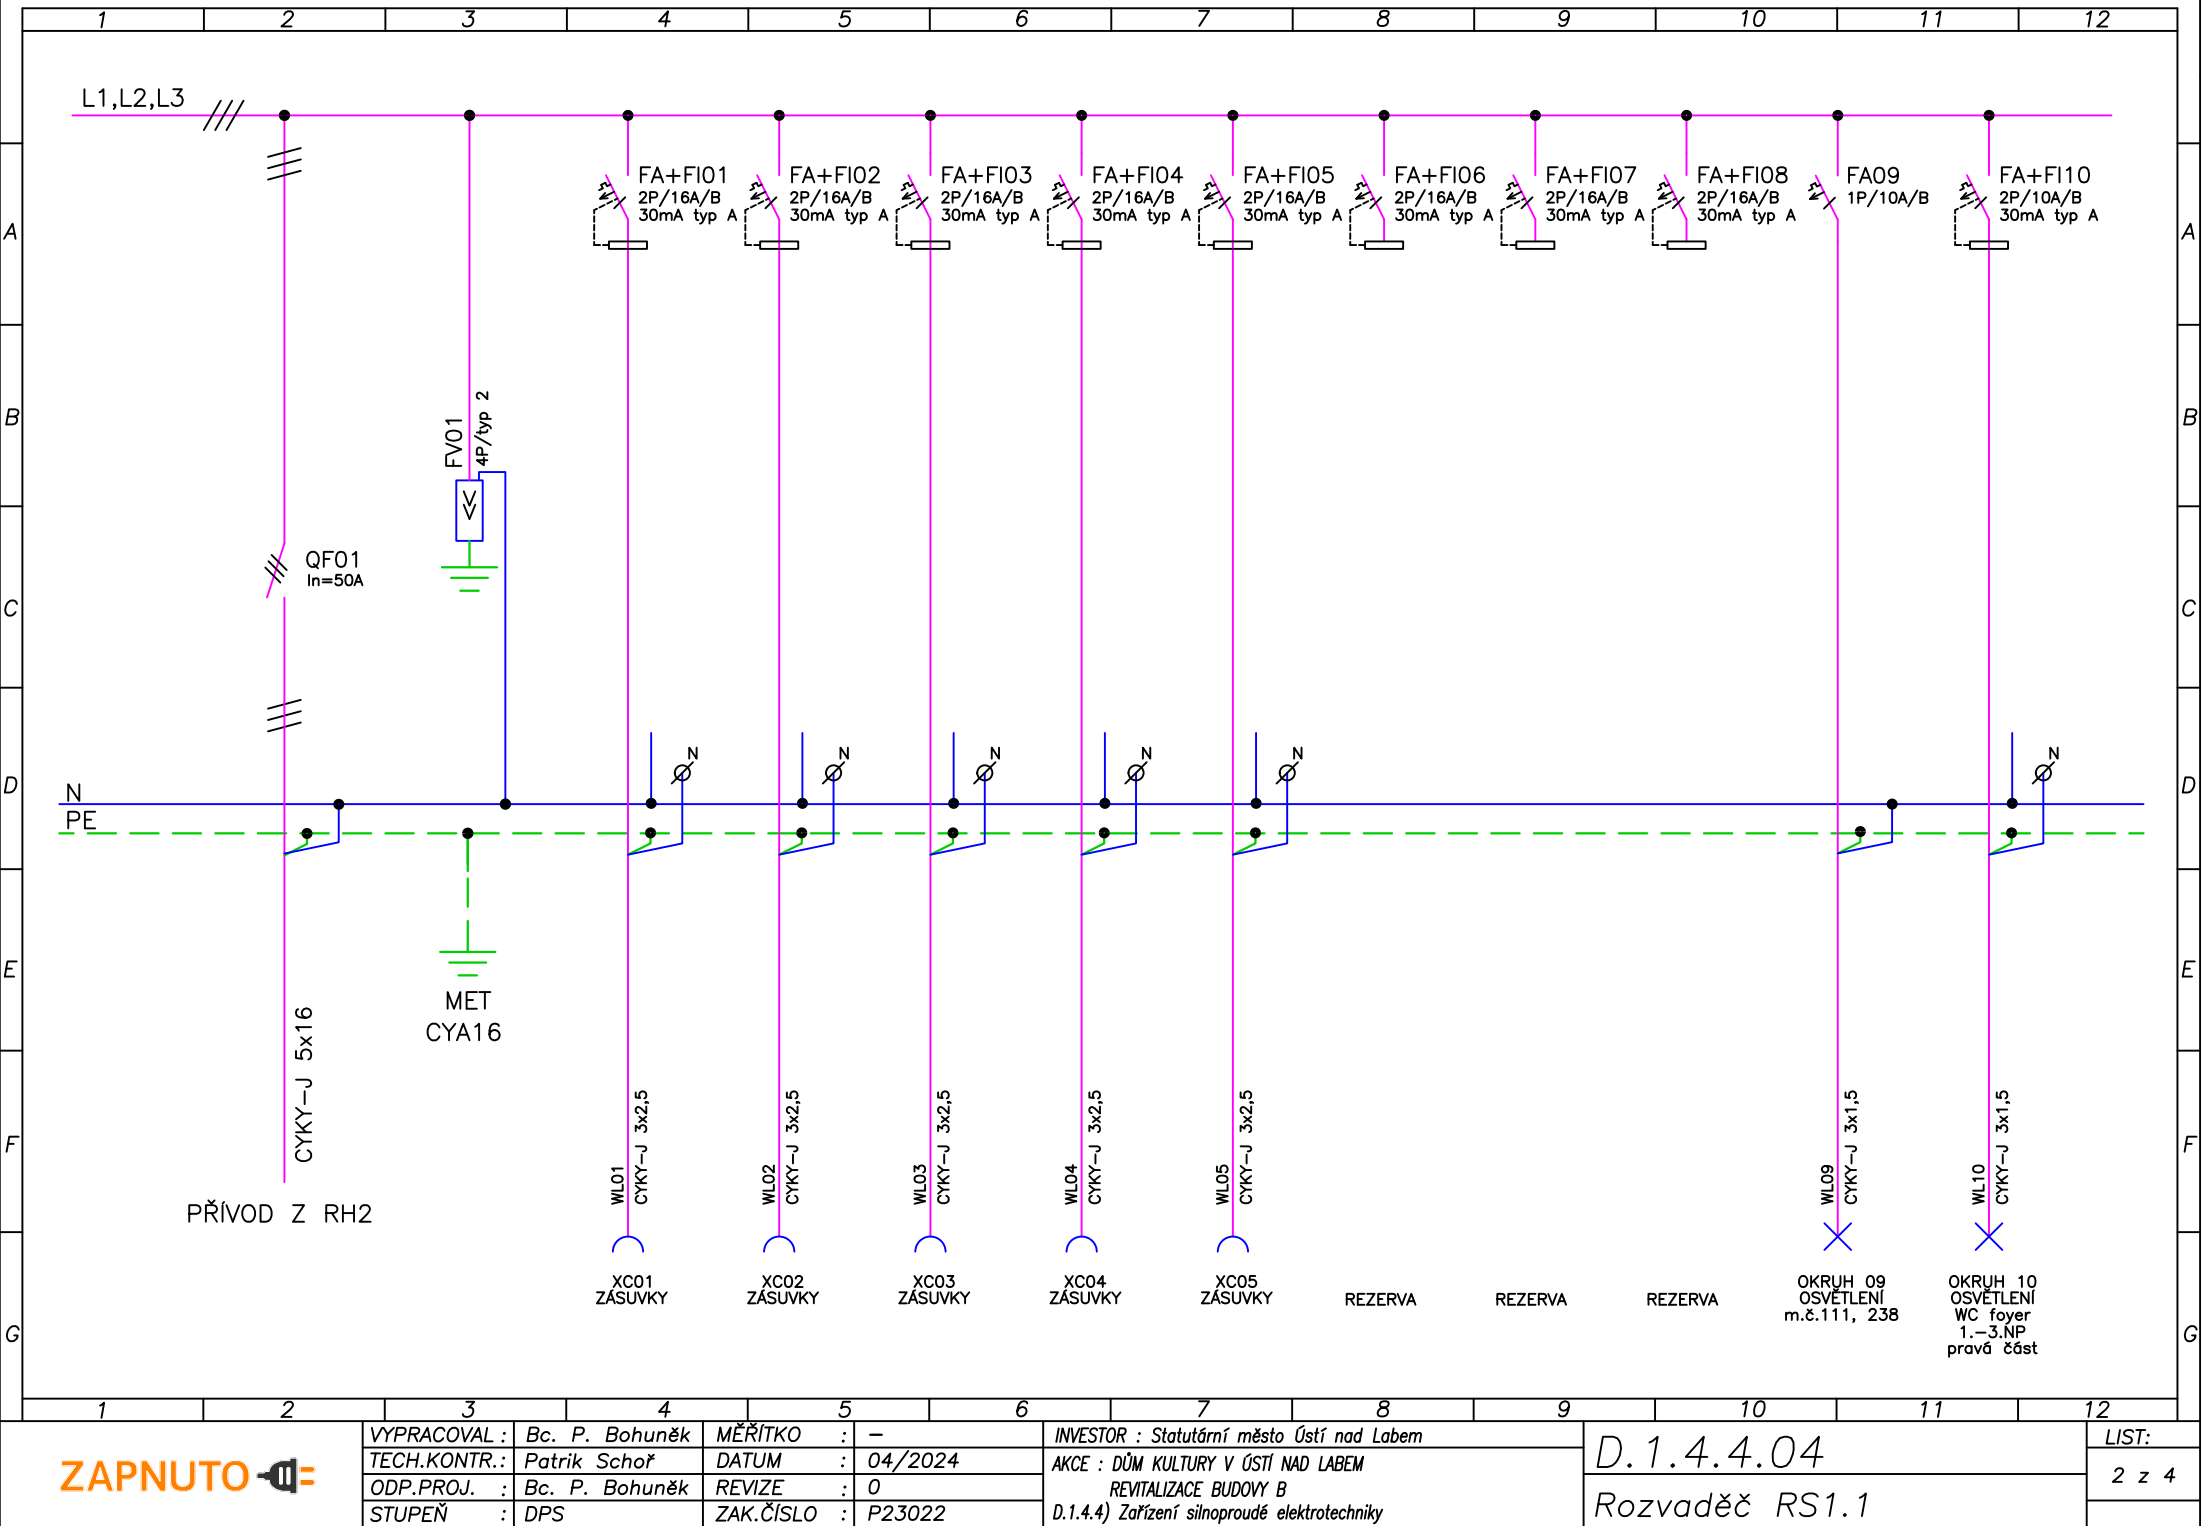 1 2 3 4 5 6 7 8 9 10 11 12
L1,L2,L3
A
FA+FI01
2P/16A/B
30mA typ A
FA+FI02
2P/16A/B
30mA typ A
FA+FI03
2P/16A/B
30mA typ A
FA+FI04
2P/16A/B
30mA typ A
FA+FI05
2P/16A/B
30mA typ A
FA+FI06
2P/16A/B
30mA typ A
FA+FI07
2P/16A/B
30mA typ A
FA+FI08
2P/16A/B
30mA typ A
FA09
1P/10A/B
FA+FI10
2P/10A/B
30mA typ A
A
B
FV01
4P/typ 2
B
QF01
In=50A
C
C
N N N N N N
D
D
N
PE
E
E
MET
CYA16
CYKY-J 5x16
F
F
WL01
CYKY-J 3x2,5
WL02
CYKY-J 3x2,5
WL03
CYKY-J 3x2,5
WL04
CYKY-J 3x2,5
WL05
CYKY-J 3x2,5
WL09
CYKY-J 3x1,5
WL10
CYKY-J 3x1,5
PŘÍVOD Z RH2
XC01
ZÁSUVKY
XC02
ZÁSUVKY
XC03
ZÁSUVKY
XC04
ZÁSUVKY
XC05
ZÁSUVKY
REZERVA
REZERVA
REZERVA
OKRUH 09
OSVĚTLENÍ
m.č.111, 238
OKRUH 10
OSVĚTLENÍ
WC foyer
1.-3.NP
pravá část
G
G
1 2 3 4 5 6 7 8 9 10 11 12
ZAPNUTO
VYPRACOVAL : Bc. P. Bohuněk
TECH.KONTR.: Patrik Schoř
ODP.PROJ. : Bc. P. Bohuněk
STUPEŇ : DPS
MĚŘÍTKO : -
DATUM : 04/2024
REVIZE : 0
ZAK.ČÍSLO : P23022
INVESTOR : Statutární město Ústí nad Labem
AKCE : DŮM KULTURY V ÚSTÍ NAD LABEM
REVITALIZACE BUDOVY B
D.1.4.4) Zařízení silnoproudé elektrotechniky
D.1.4.4.04
Rozvaděč RS1.1
LIST:
2 z 4